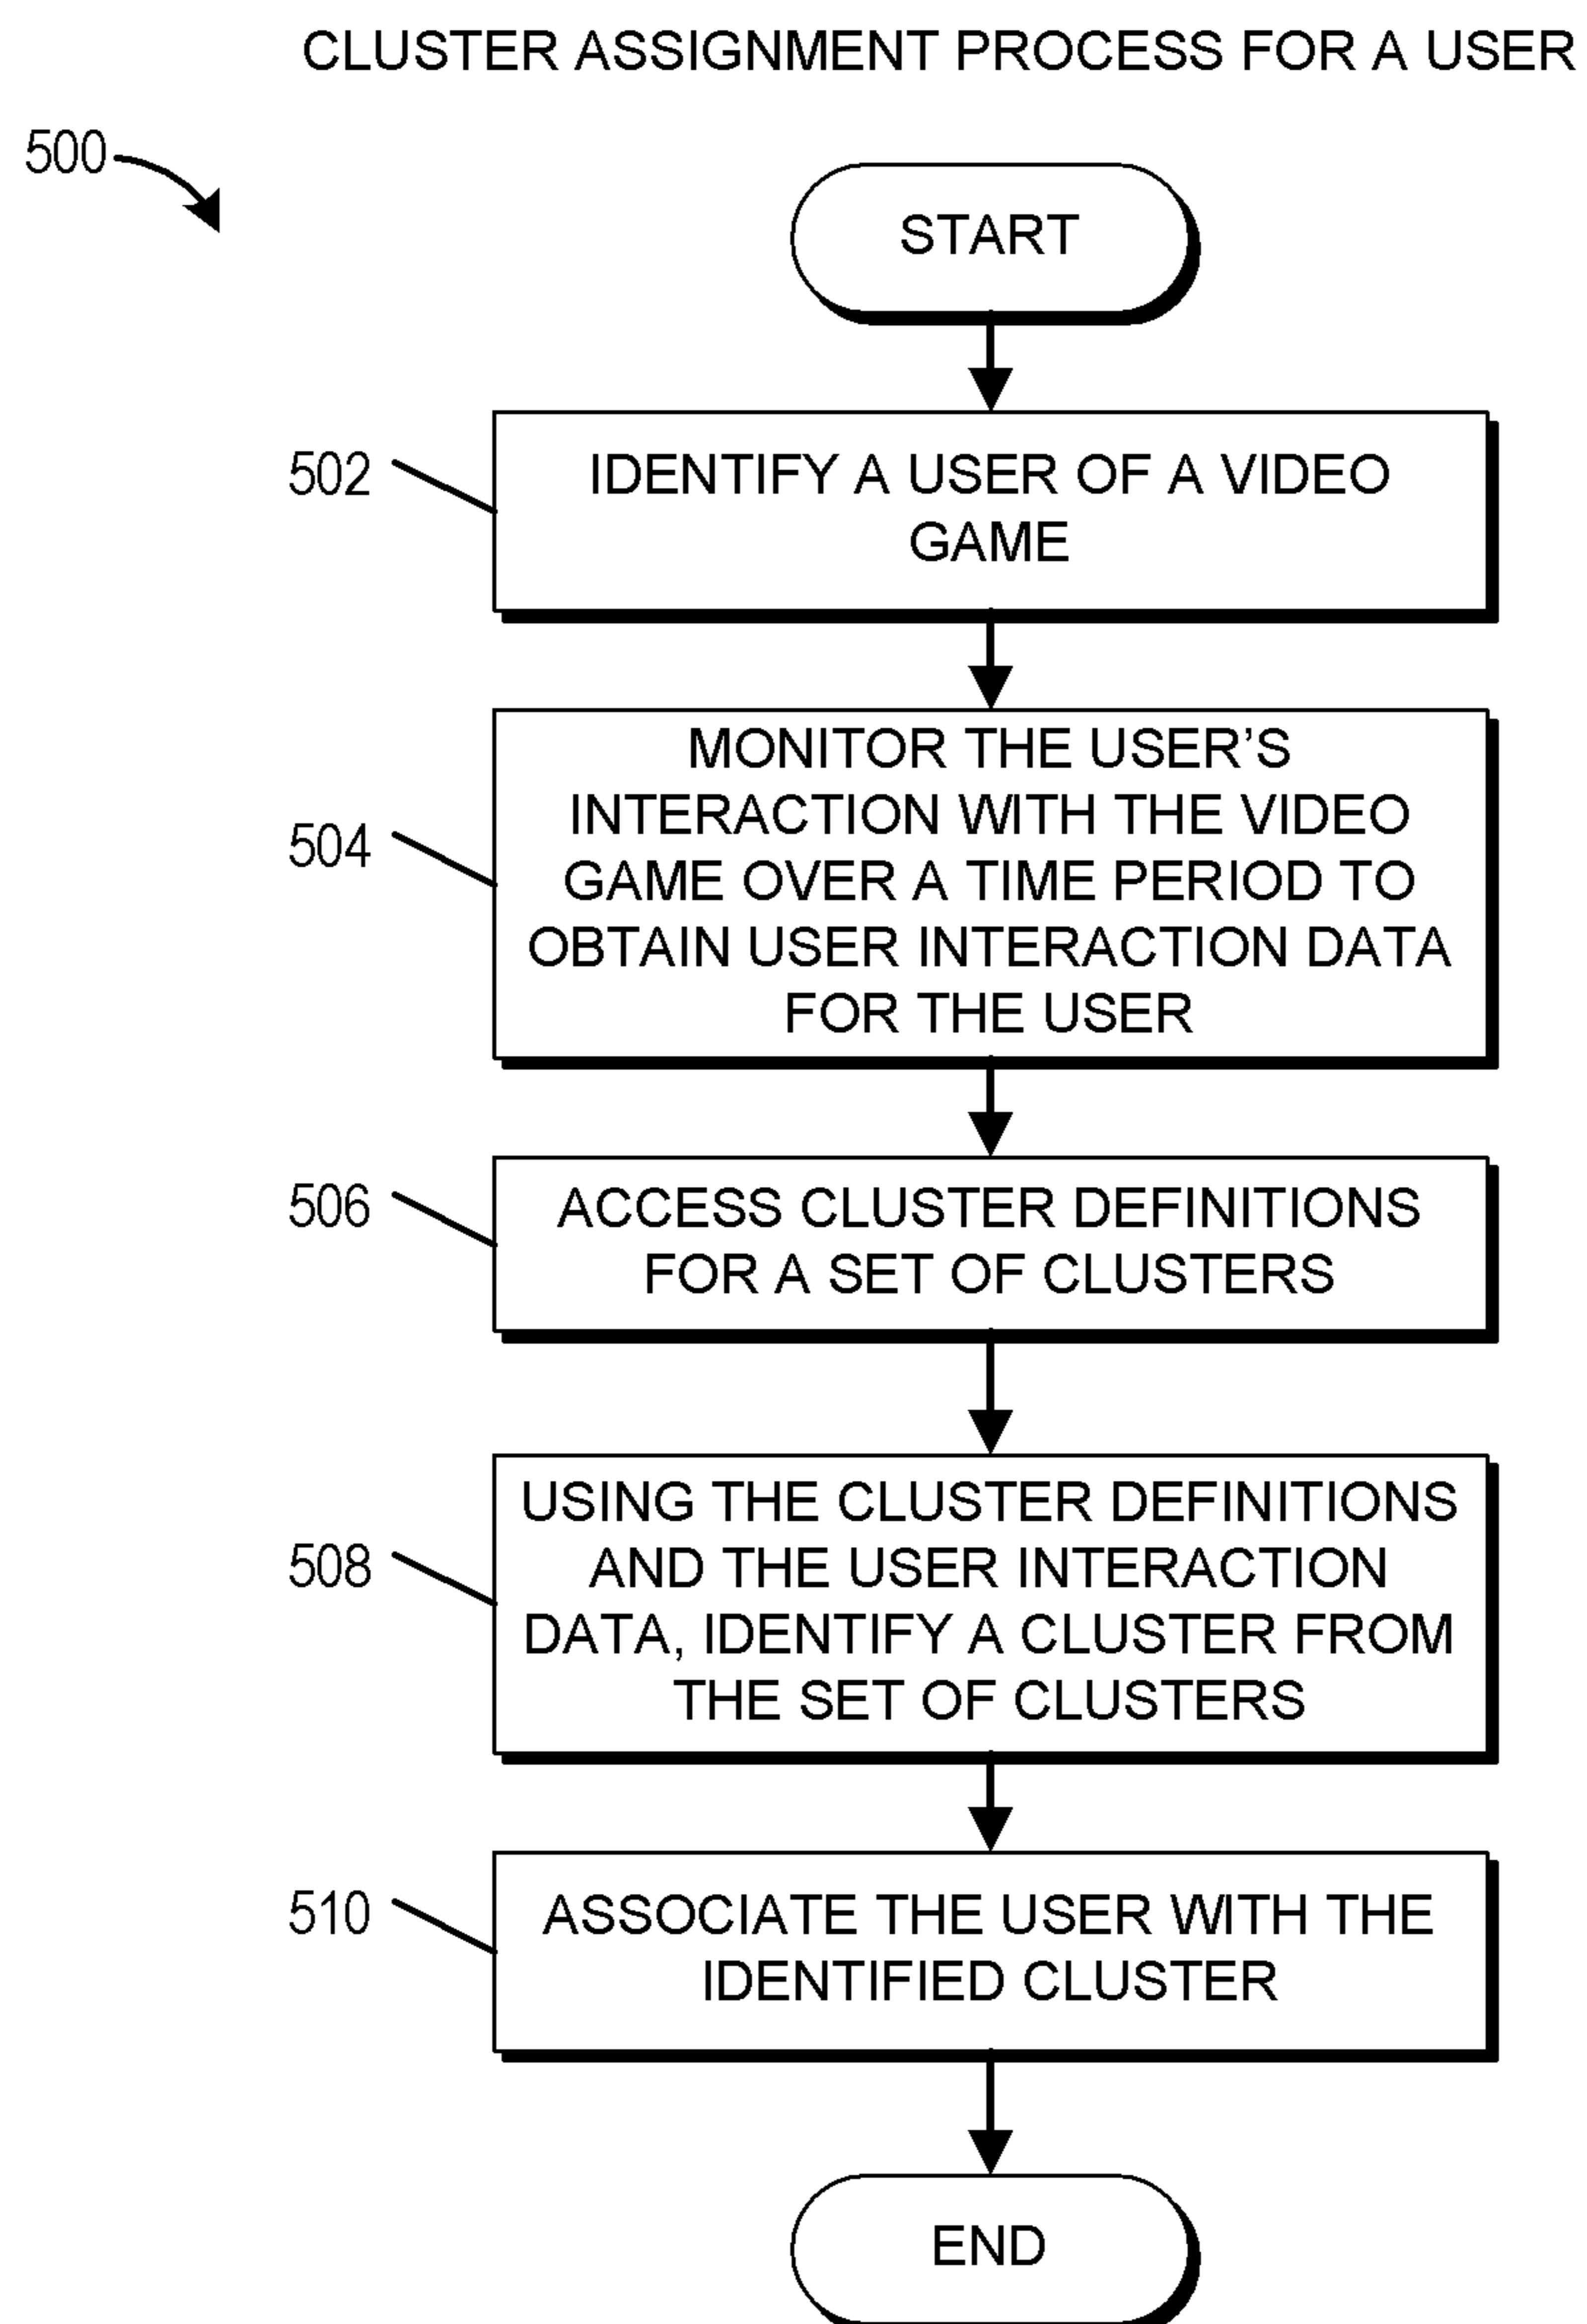 CLUSTER ASSIGNMENT PROCESS FOR A USER
500
START
502
IDENTIFY A USER OF A VIDEO
GAME
504
MONITOR THE USER’S
INTERACTION WITH THE VIDEO
GAME OVER A TIME PERIOD TO
OBTAIN USER INTERACTION DATA
FOR THE USER
506
ACCESS CLUSTER DEFINITIONS
FOR A SET OF CLUSTERS
508
USING THE CLUSTER DEFINITIONS
AND THE USER INTERACTION
DATA, IDENTIFY A CLUSTER FROM
THE SET OF CLUSTERS
510
ASSOCIATE THE USER WITH THE
IDENTIFIED CLUSTER
END